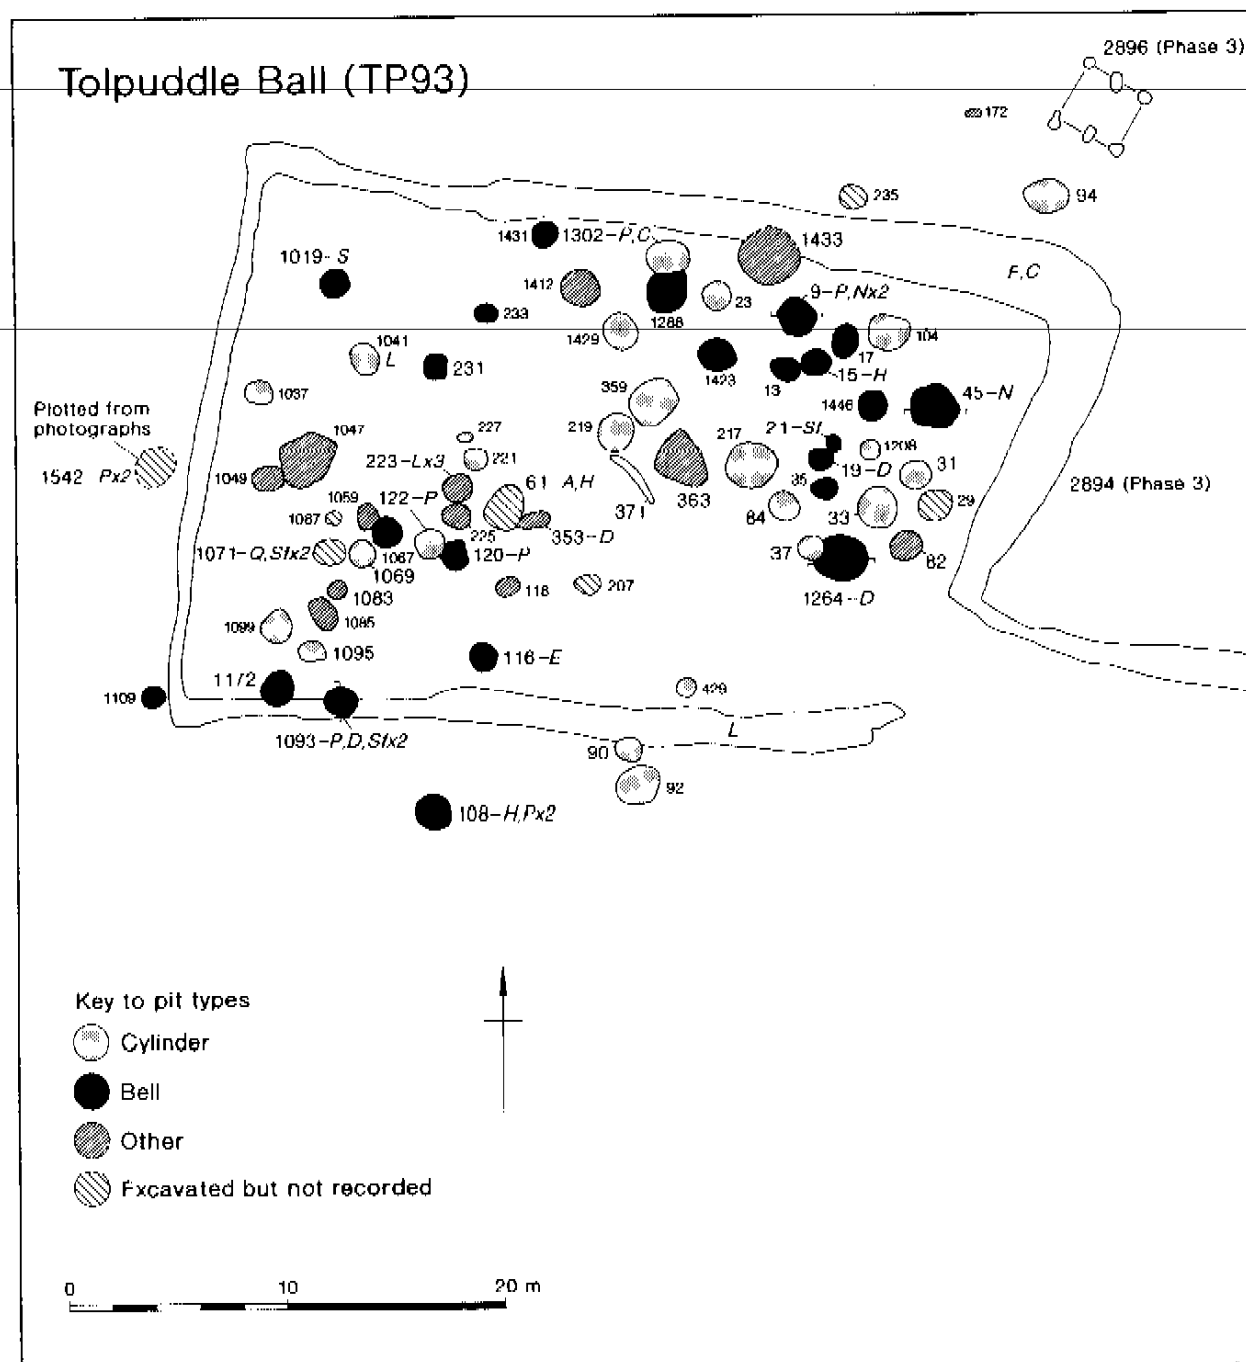 Tolpuddle Ball (TP93)
2896 (Phase 3)
172
235
94
1431
1302-P,C
1433
1019-S
F,C
1412
9-P,Nx2
23
233
1288
1429
104
17
1041
L
231
1423
13
15-H
359
1037
45-N
1446
Plotted from
photographs
1047
227
219
21-Sf
1208
217
1542 Px2
223-Lx3
221
19-D
31
1049
61 A,H
35
2894 (Phase 3)
122-P
363
1059
371
84
33
29
1087
225
353-D
1071-Q,Sfx2
1067
120-P
37
82
1069
118
207
1264-D
1083
1085
1099
1095
116-E
11/2
429
1109
L
1093-P,D,Sfx2
90
92
108-H,Px2
Key to pit types
Cylinder
Bell
Other
Excavated but not recorded
0 10 20 m